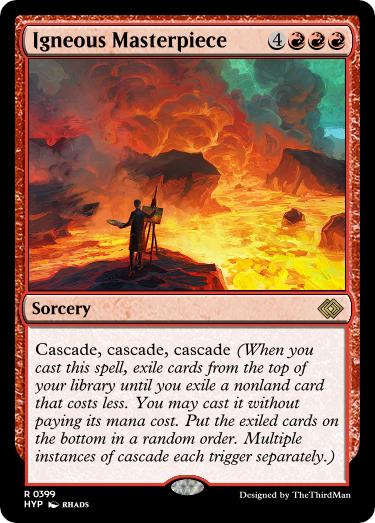 Igneous Masterpiece 4
Sorcery
Cascade, cascade, cascade (When you
cast this spell, exile cards from the top of
your library until you exile a nonland card
that costs less. You may cast it without
paying its mana cost. Put the exiled cards on
the bottom in a random order. Multiple
instances of cascade each trigger separately.)
R 0399
HYP RHADS
Designed by TheThirdMan